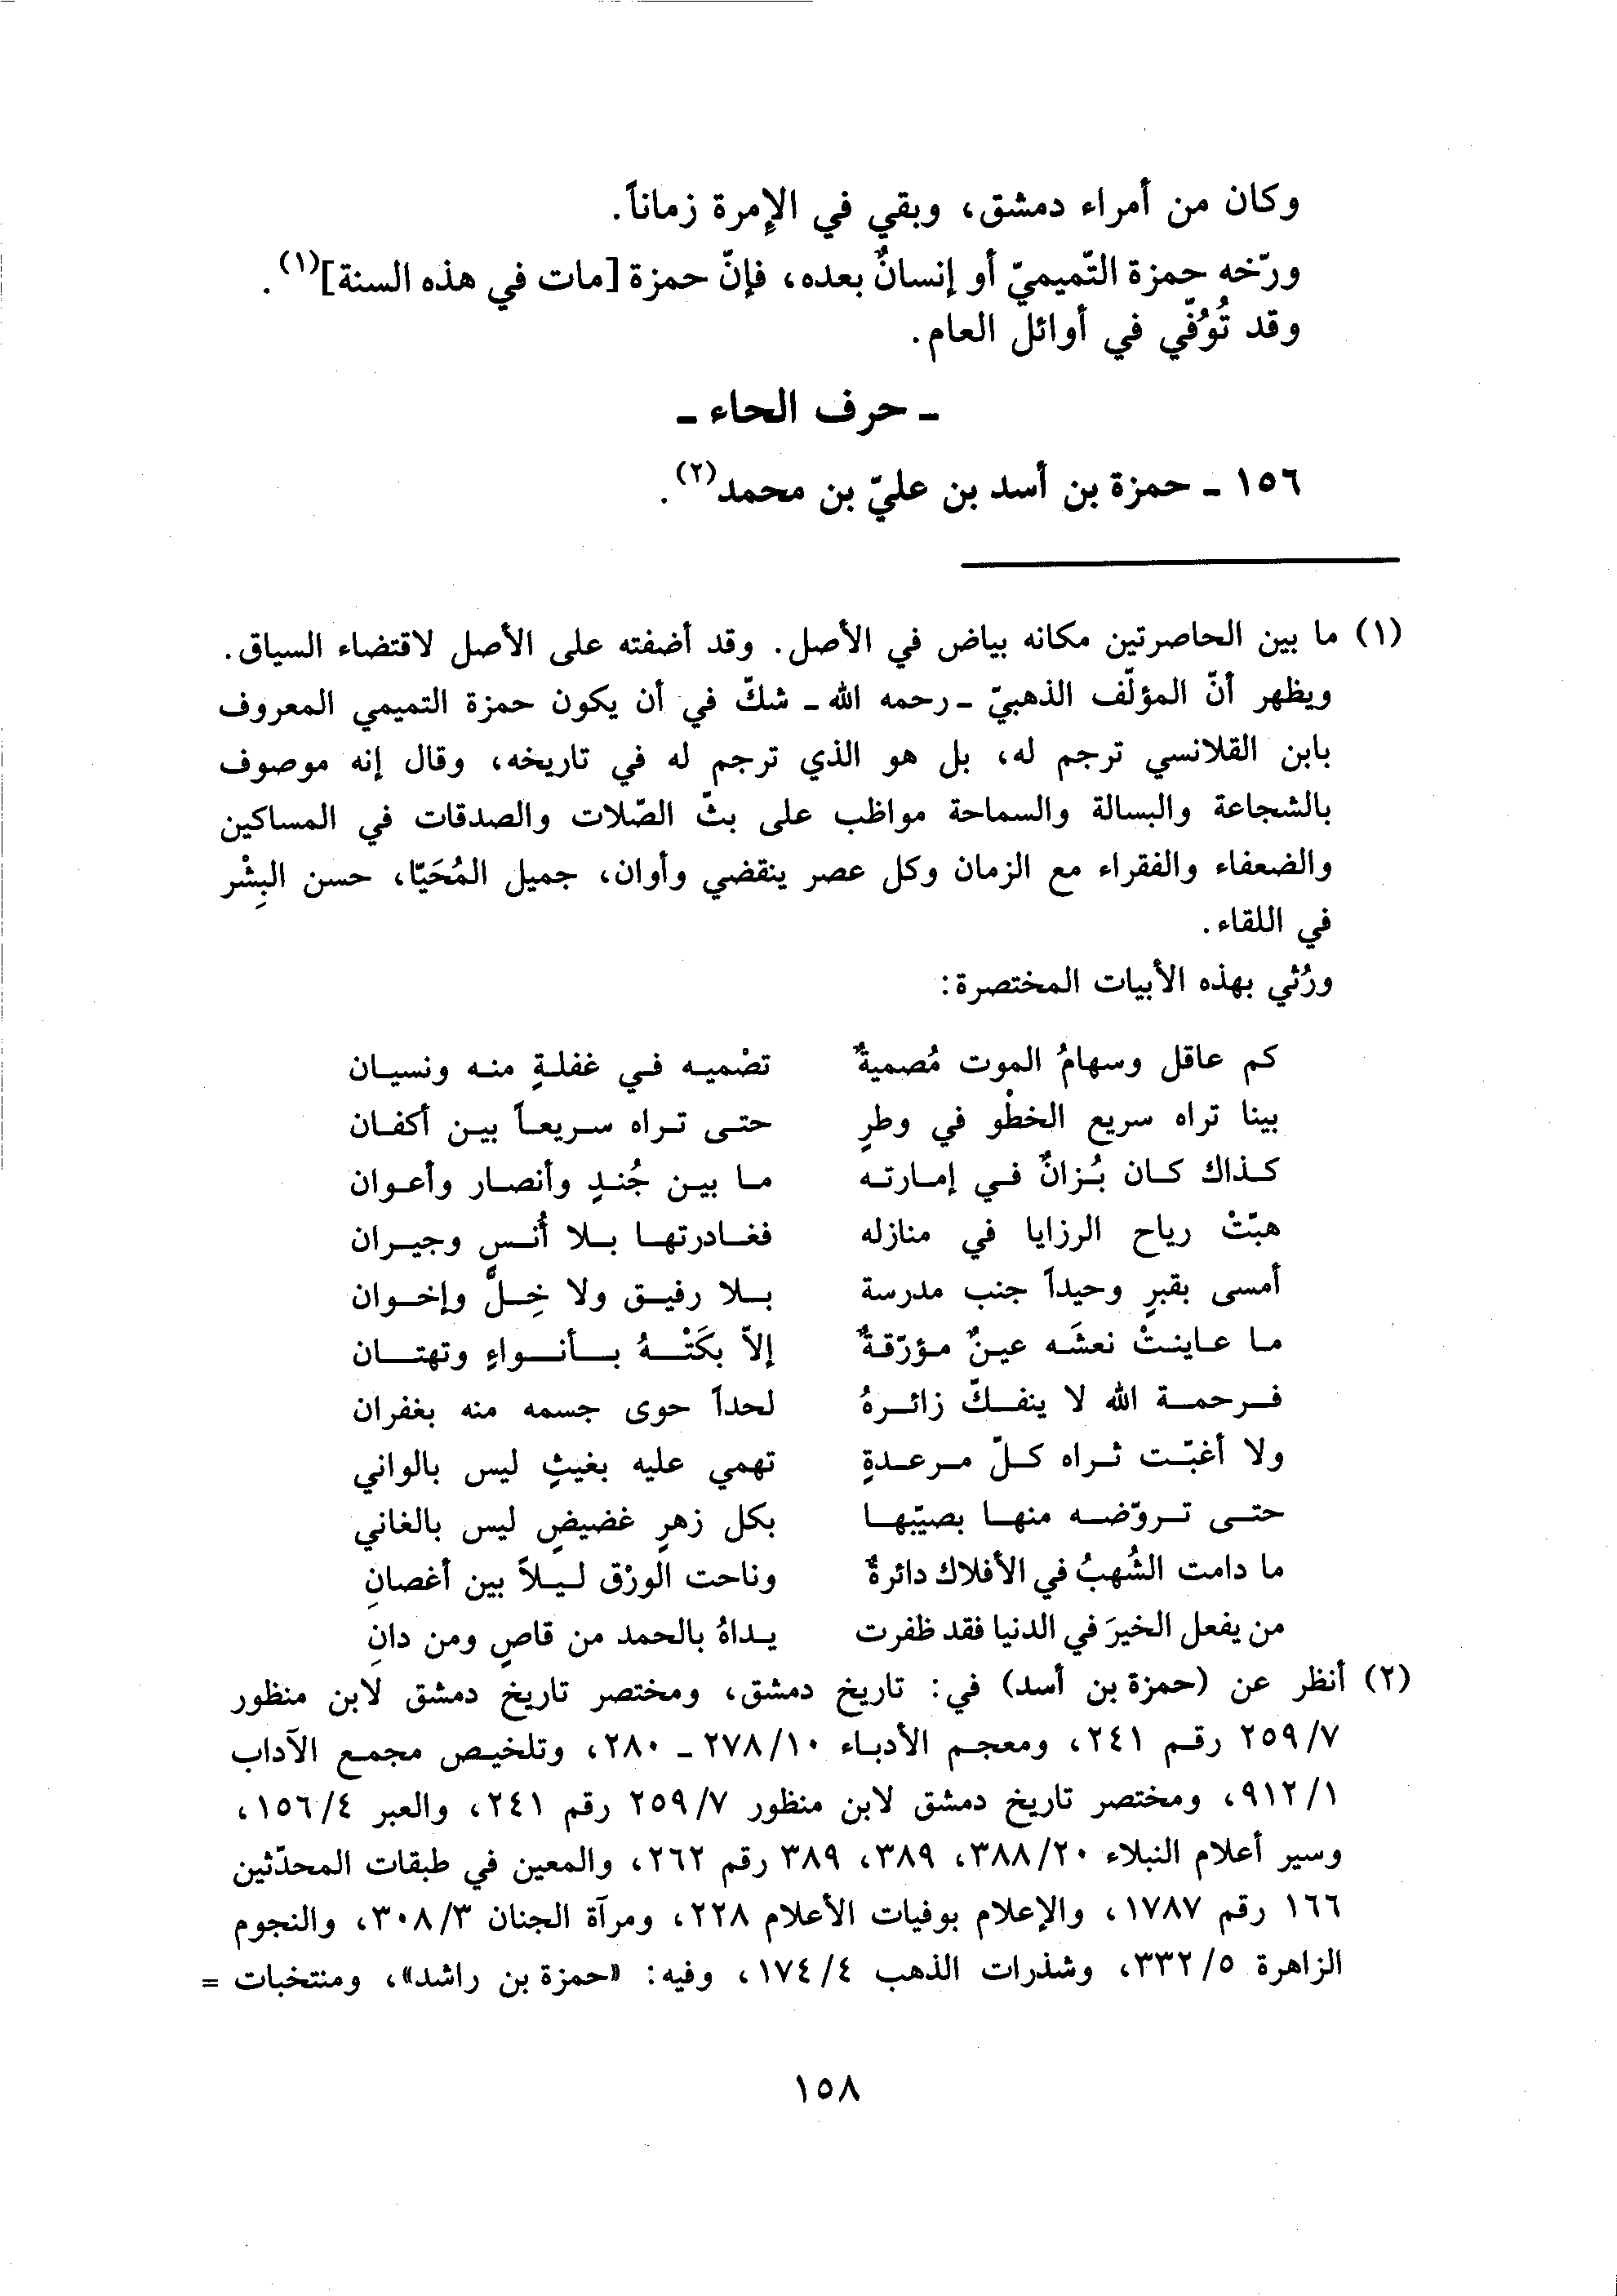 وكان من أمراء دمشق، وبقي في الإمرة زماناً.
ورّخه حمزة التّميميّ أو إنسانٌ بعده، فإنّ حمزة [مات في هذه السنة]⁽¹⁾.
وقد تُوُفّي في أوائل العام.
ـ حرف الحاء ـ
١٥٦ ـ حمزة بن أسد بن عليّ بن محمد⁽٢⁾.
(١) ما بين الحاصرتين مكانه بياض في الأصل. وقد أضفته على الأصل لاقتضاء السياق.
ويظهر أنّ المؤلّف الذهبيّ ـ رحمه الله ـ شكّ في أن يكون حمزة التميمي المعروف
بابن القلانسي ترجم له، بل هو الذي ترجم له في تاريخه، وقال إنه موصوف
بالشجاعة والبسالة والسماحة مواظب على بثّ الصّلات والصدقات في المساكين
والضعفاء والفقراء مع الزمان وكل عصر ينقضي وأوان، جميل المُحَيّا، حسن البِشْر
في اللقاء.
ورُثي بهذه الأبيات المختصرة:
كم عاقل وسهامُ الموت مُصميةٌ تصْميه في غفلةٍ منه ونسيان
بينا تراه سريع الخطْو في وطرٍ حتى تراه سريعاً بين أكفان
كذاك كان بُزانٌ في إمارته ما بين جُندٍ وأنصار وأعوان
هبّتْ رياح الرزايا في منازله فغادرتها بلا أُنسٍ وجيران
أمسى بقبرٍ وحيداً جنب مدرسة بلا رفيق ولا خِلٍّ وإخوان
ما عاينتْ نعشَه عينٌ مؤرّقةٌ إلاّ بكَتْهُ بأنواءٍ وتهتان
فرحمة الله لا ينفكّ زائرهُ لحداً حوى جسمه منه بغفران
ولا أغبّت ثراه كلّ مرعدةٍ تهمي عليه بغيثٍ ليس بالواني
حتى تروّضه منها بصيّبها بكل زهرٍ غضيضٍ ليس بالغاني
ما دامت الشُهبُ في الأفلاك دائرةٌ وناحت الورْق ليلاً بين أغصانِ
من يفعل الخيرَ في الدنيا فقد ظفرت يداهُ بالحمد من قاصٍ ومن دانِ
(٢) أنظر عن (حمزة بن أسد) في: تاريخ دمشق، ومختصر تاريخ دمشق لابن منظور
٢٥٩/٧ رقم ٢٤١، ومعجم الأدباء ٢٧٨/١٠ ـ ٢٨٠، وتلخيص مجمع الآداب
٩١٢/١، ومختصر تاريخ دمشق لابن منظور ٢٥٩/٧ رقم ٢٤١، والعبر ١٥٦/٤،
وسير أعلام النبلاء ٣٨٨/٢٠، ٣٨٩، ٣٨٩ رقم ٢٦٢، والمعين في طبقات المحدّثين
١٦٦ رقم ١٧٨٧، والإعلام بوفيات الأعلام ٢٢٨، ومرآة الجنان ٣٠٨/٣، والنجوم
الزاهرة ٣٣٢/٥، وشذرات الذهب ١٧٤/٤، وفيه: «حمزة بن راشد»، ومنتخبات =
١٥٨